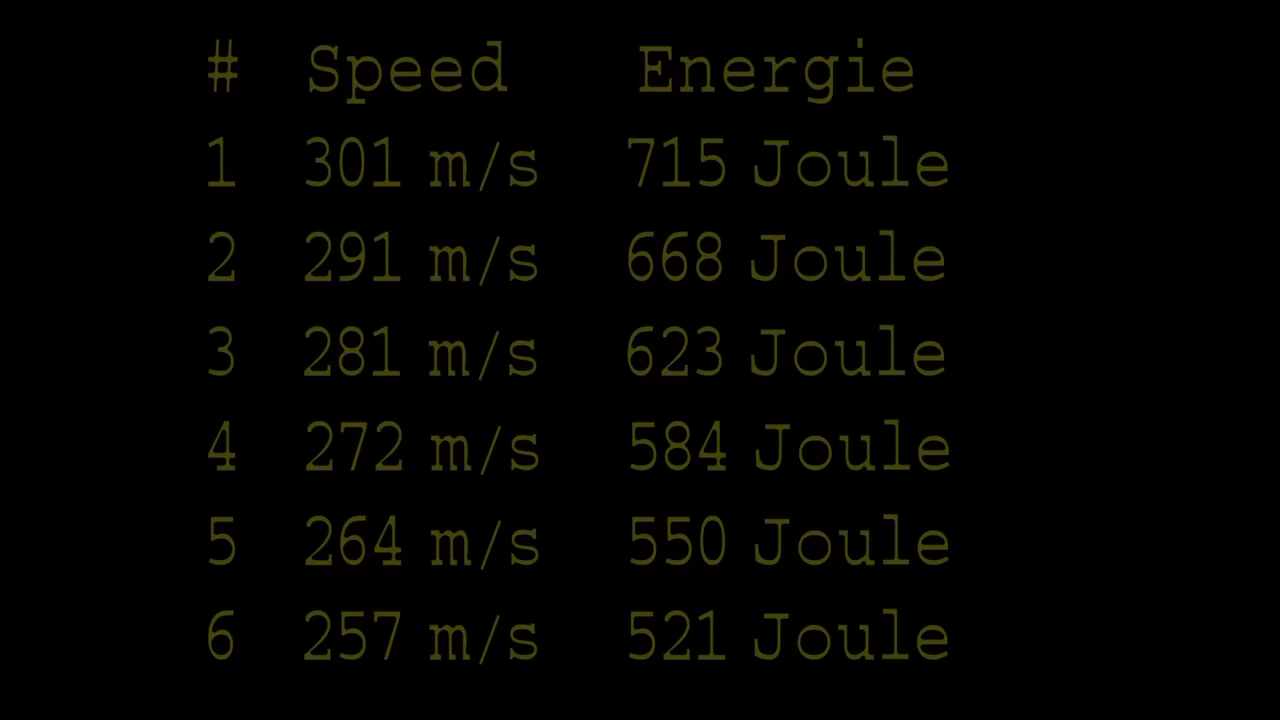 # Speed Energie
1 301 m/s 715 Joule
2 291 m/s 668 Joule
3 281 m/s 623 Joule
4 272 m/s 584 Joule
5 264 m/s 550 Joule
6 257 m/s 521 Joule